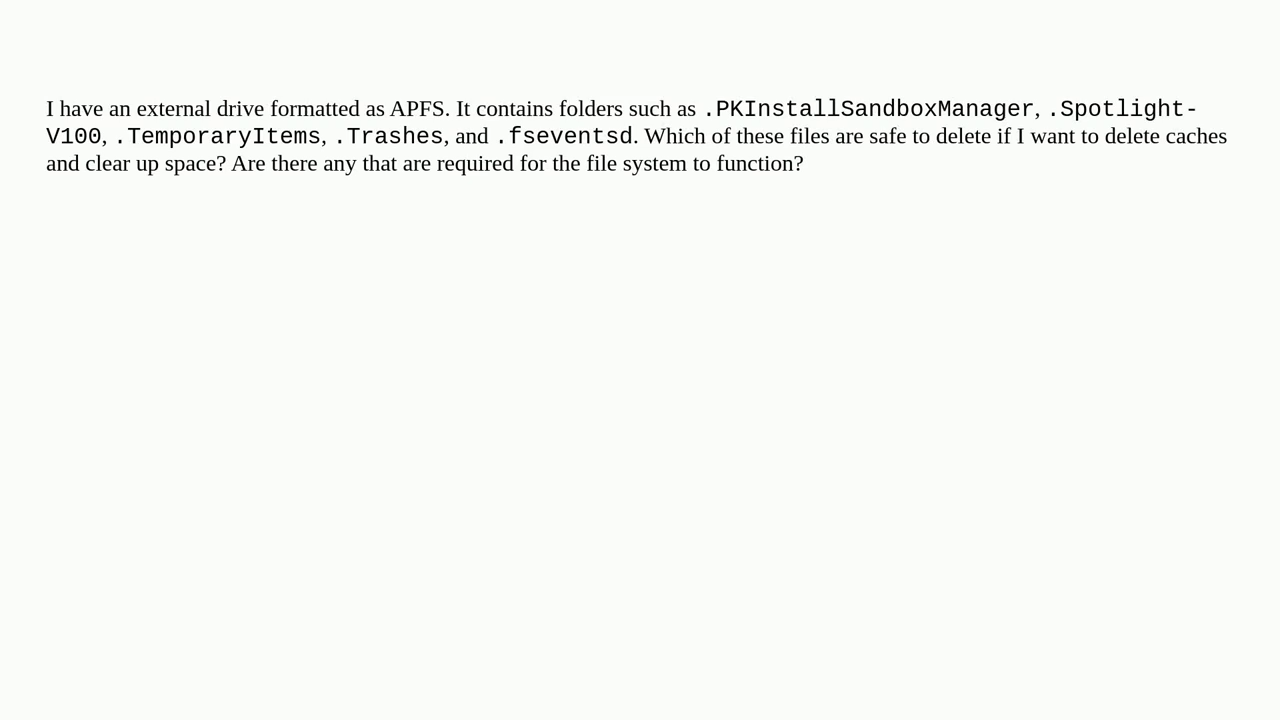 I have an external drive formatted as APFS. It contains folders such as .PKInstallSandboxManager, .Spotlight-
V100, .TemporaryItems, .Trashes, and .fseventsd. Which of these files are safe to delete if I want to delete caches
and clear up space? Are there any that are required for the file system to function?